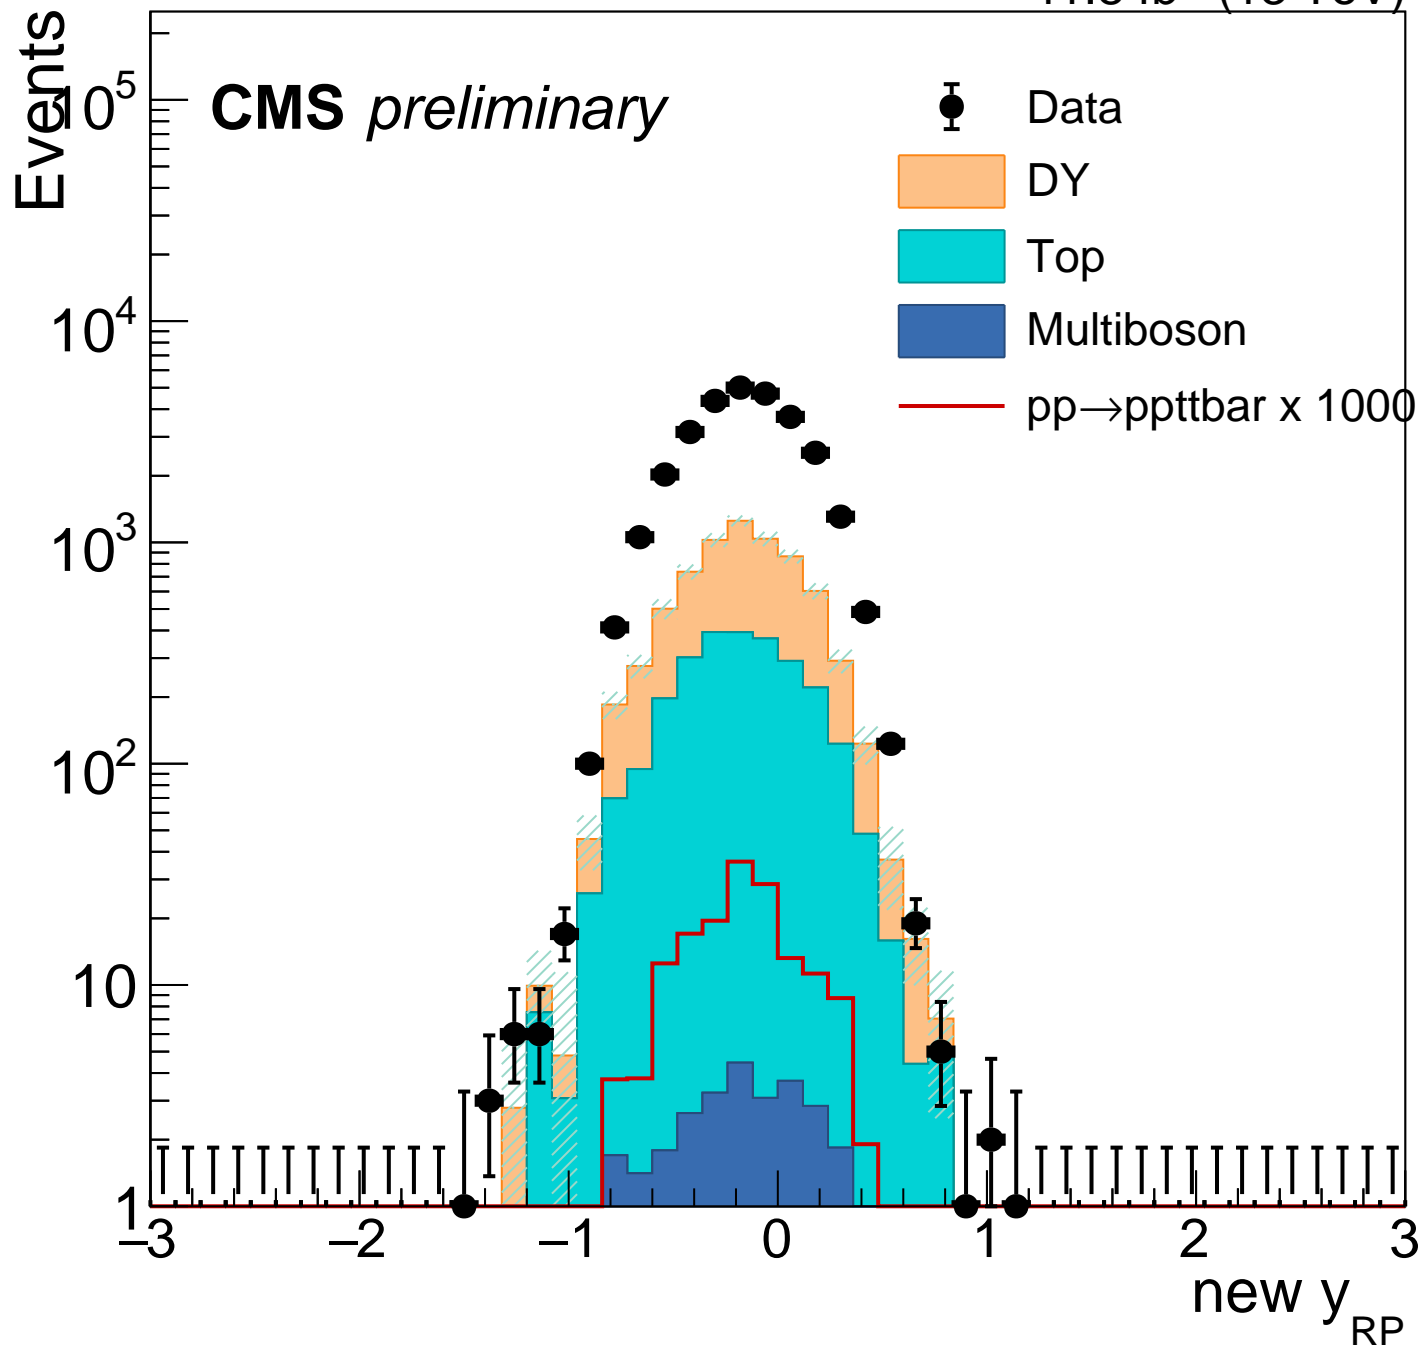 Events
CMS preliminary
Data
DY
Top
Multiboson
pp→ppttbar x 1000
10^5
10^4
10^3
10^2
10
1
−3 −2 −1 0 1 2 3
new y_RP